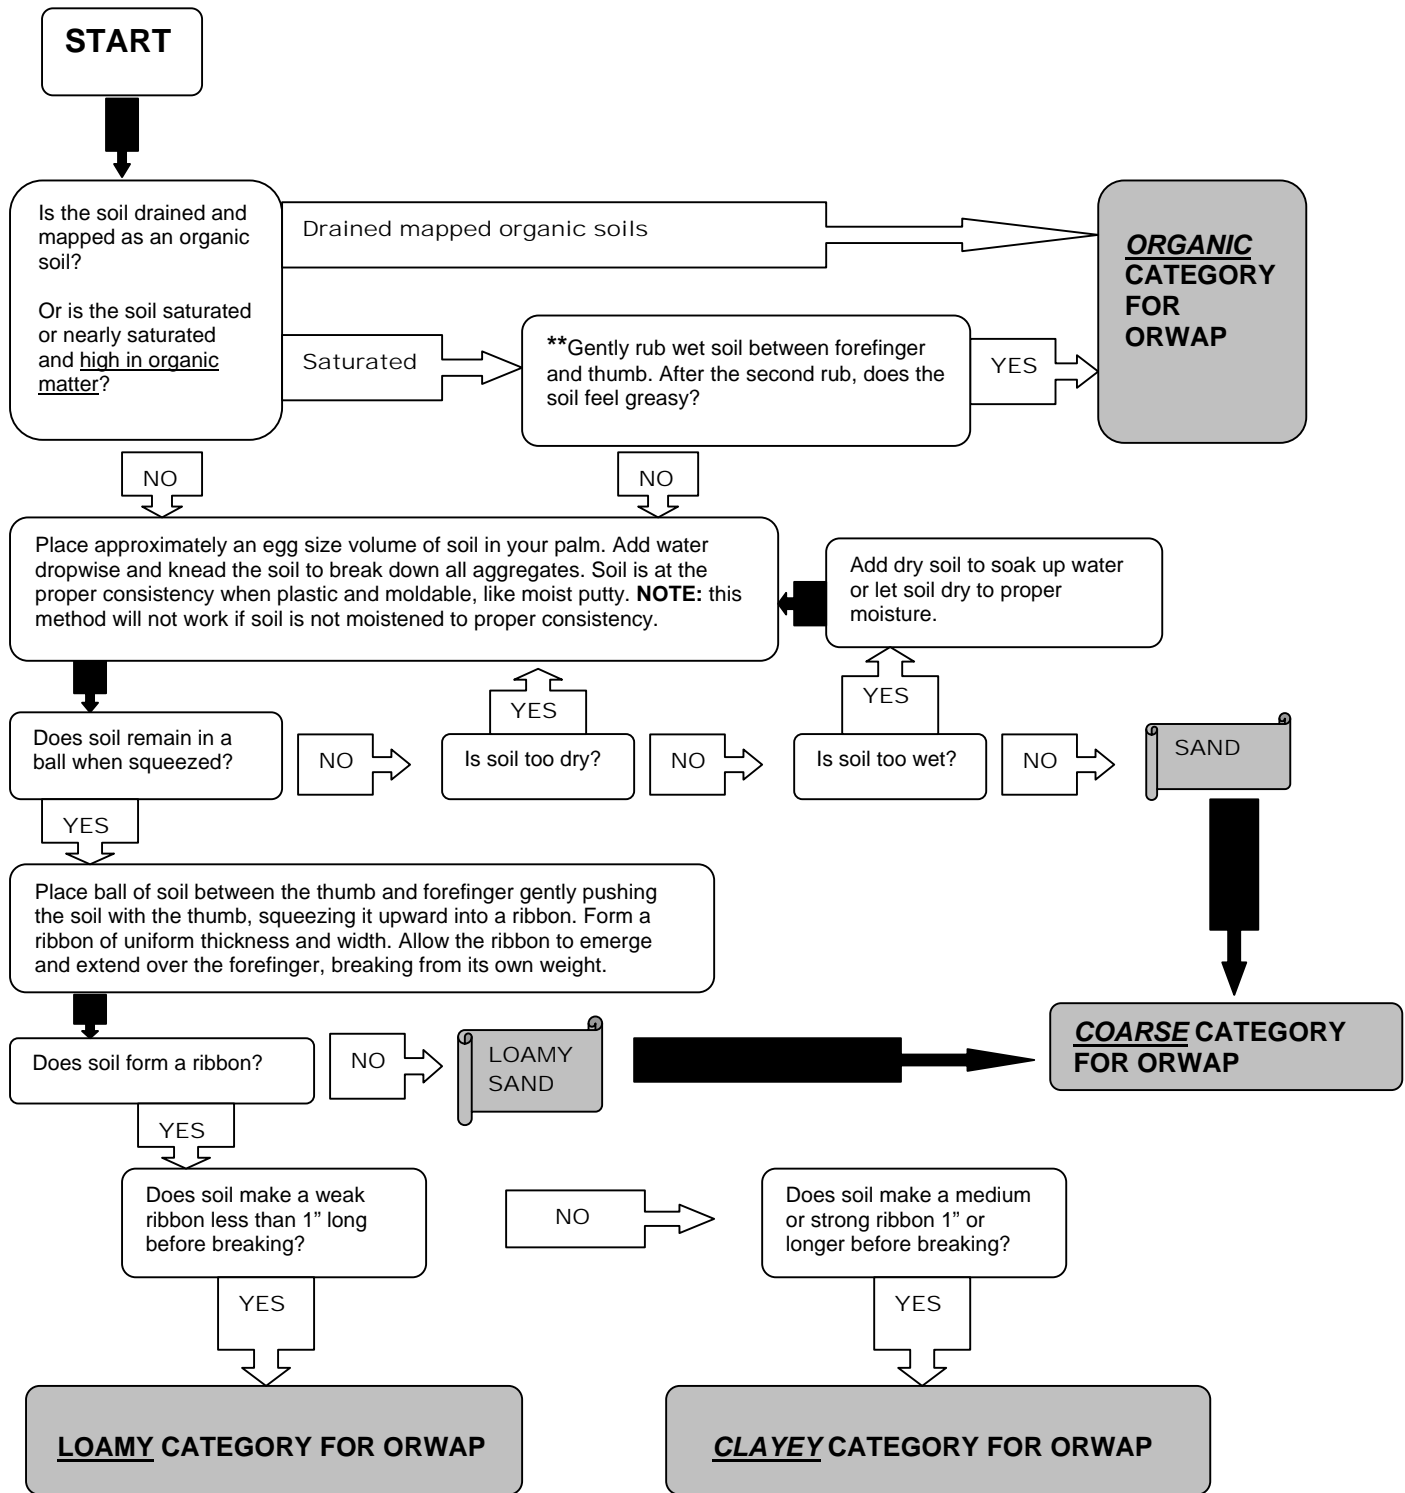 START
Is the soil drained and
mapped as an organic
soil?
Or is the soil saturated
or nearly saturated
and high in organic
matter?
Drained mapped organic soils
ORGANIC
CATEGORY
FOR
ORWAP
Saturated
**Gently rub wet soil between forefinger
and thumb. After the second rub, does the
soil feel greasy?
YES
NO
NO
Place approximately an egg size volume of soil in your palm. Add water
dropwise and knead the soil to break down all aggregates. Soil is at the
proper consistency when plastic and moldable, like moist putty. NOTE: this
method will not work if soil is not moistened to proper consistency.
Add dry soil to soak up water
or let soil dry to proper
moisture.
YES
YES
Does soil remain in a
ball when squeezed?
NO
Is soil too dry?
NO
Is soil too wet?
NO
SAND
YES
Place ball of soil between the thumb and forefinger gently pushing
the soil with the thumb, squeezing it upward into a ribbon. Form a
ribbon of uniform thickness and width. Allow the ribbon to emerge
and extend over the forefinger, breaking from its own weight.
Does soil form a ribbon?
NO
LOAMY
SAND
COARSE CATEGORY
FOR ORWAP
YES
Does soil make a weak
ribbon less than 1” long
before breaking?
NO
Does soil make a medium
or strong ribbon 1” or
longer before breaking?
YES
YES
LOAMY CATEGORY FOR ORWAP
CLAYEY CATEGORY FOR ORWAP